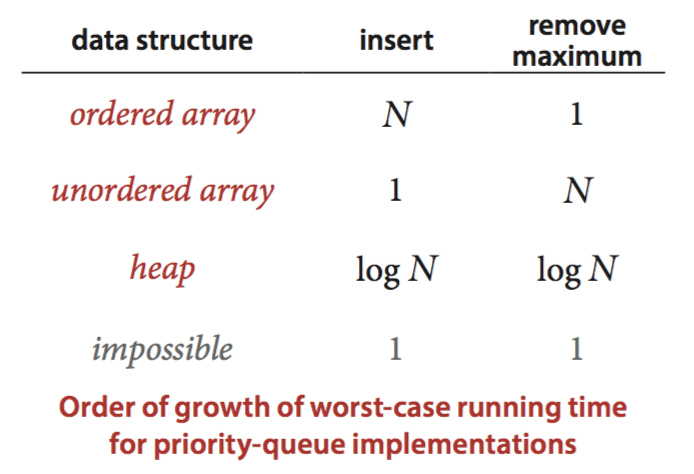 data structure insert remove maximum
ordered array N 1
unordered array 1 N
heap log N log N
impossible 1 1
Order of growth of worst-case running time
for priority-queue implementations